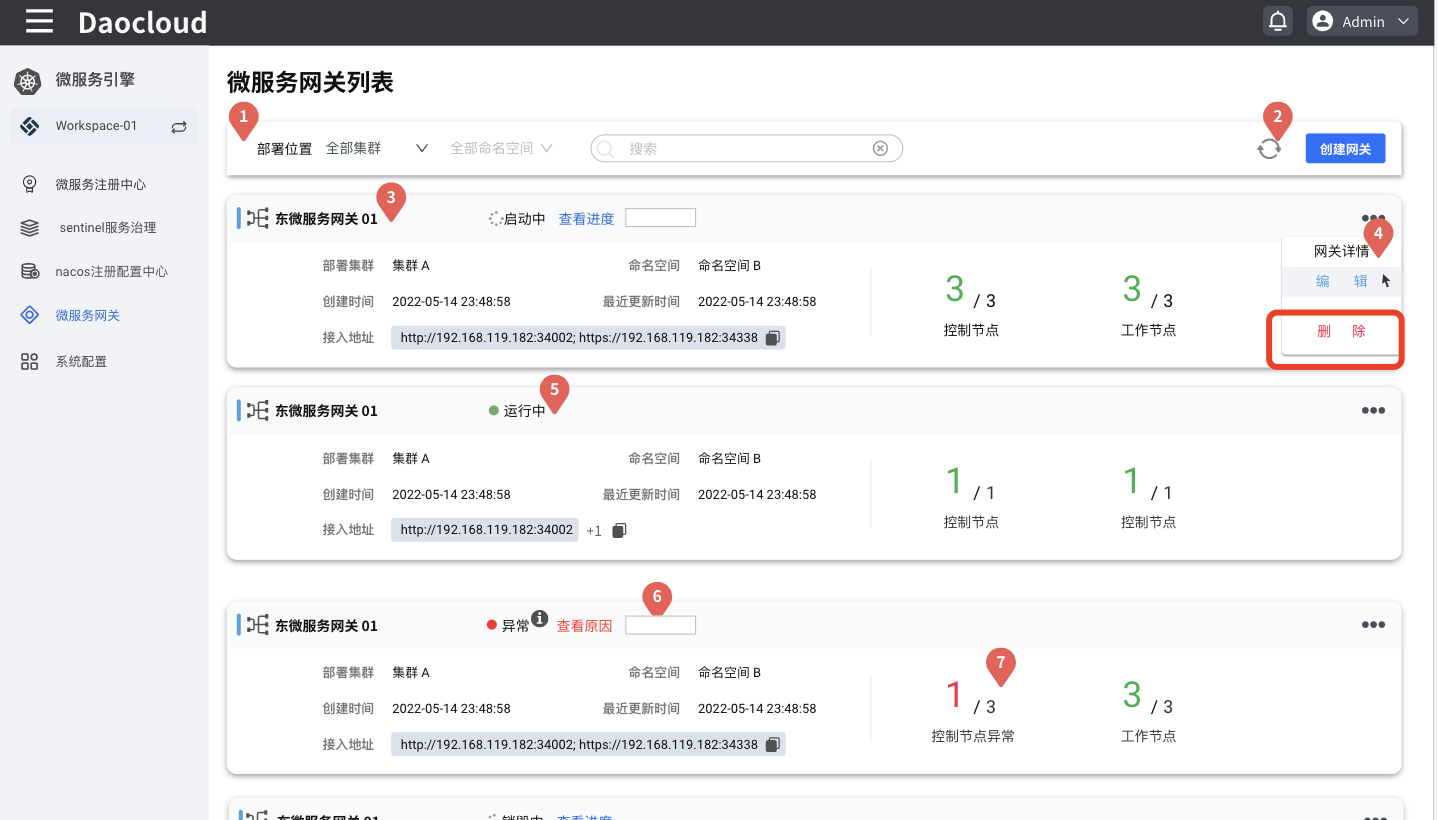 Daocloud
Admin
微服务引擎
Workspace-01
微服务注册中心
sentinel服务治理
nacos注册配置中心
微服务网关
系统配置
微服务网关列表
1
2
部署位置 全部集群 全部命名空间 搜索 创建网关
3
东微服务网关 01 启动中 查看进度
4
网关详情
编 辑
删 除
部署集群 集群 A 命名空间 命名空间 B
创建时间 2022-05-14 23:48:58 最近更新时间 2022-05-14 23:48:58
接入地址 http://192.168.119.182:34002; https://192.168.119.182:34338
3 / 3 3 / 3
控制节点 工作节点
5
东微服务网关 01 运行中
部署集群 集群 A 命名空间 命名空间 B
创建时间 2022-05-14 23:48:58 最近更新时间 2022-05-14 23:48:58
接入地址 http://192.168.119.182:34002 +1
1 / 1 1 / 1
控制节点 控制节点
6
东微服务网关 01 异常 查看原因
7
部署集群 集群 A 命名空间 命名空间 B
创建时间 2022-05-14 23:48:58 最近更新时间 2022-05-14 23:48:58
接入地址 http://192.168.119.182:34002; https://192.168.119.182:34338
1 / 3 3 / 3
控制节点异常 工作节点
东微服务网关 01 销毁中 查看进度